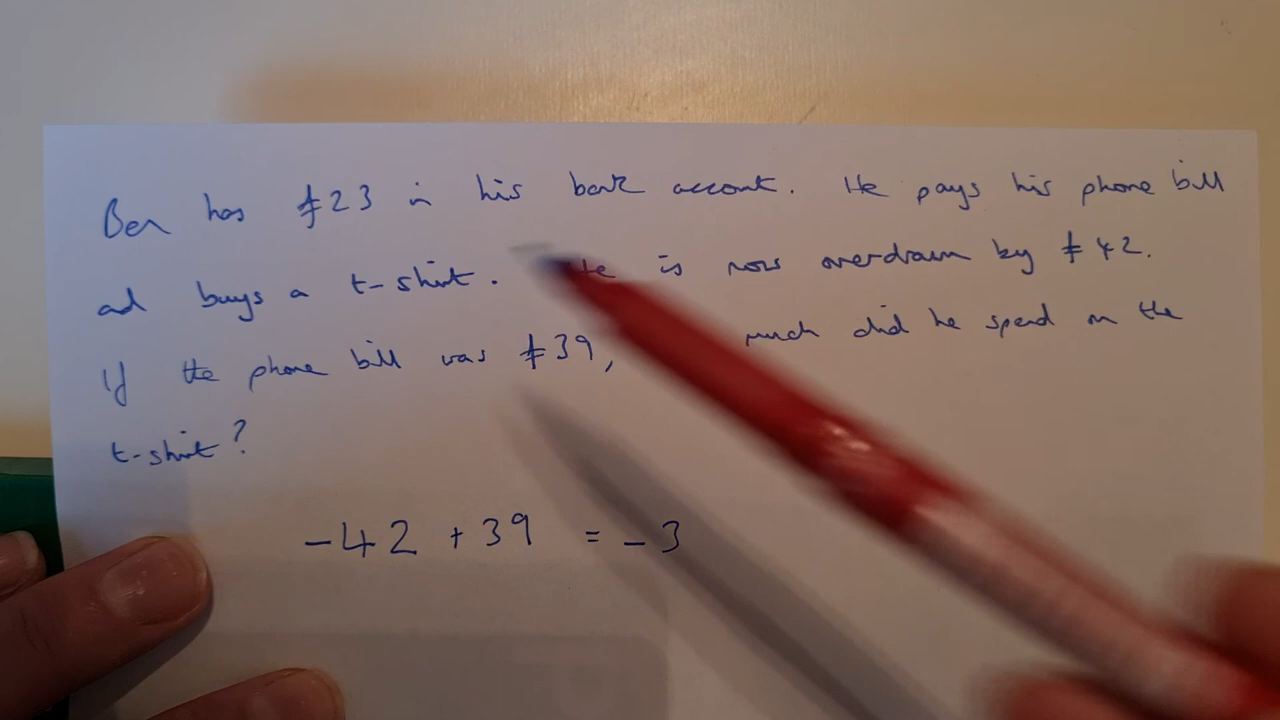 Ben has £23 in his bank account. He pays his phone bill
and buys a t-shirt. He is now overdrawn by £42.
If the phone bill was £39, much did he spend on the
t-shirt?
-42 + 39 = -3